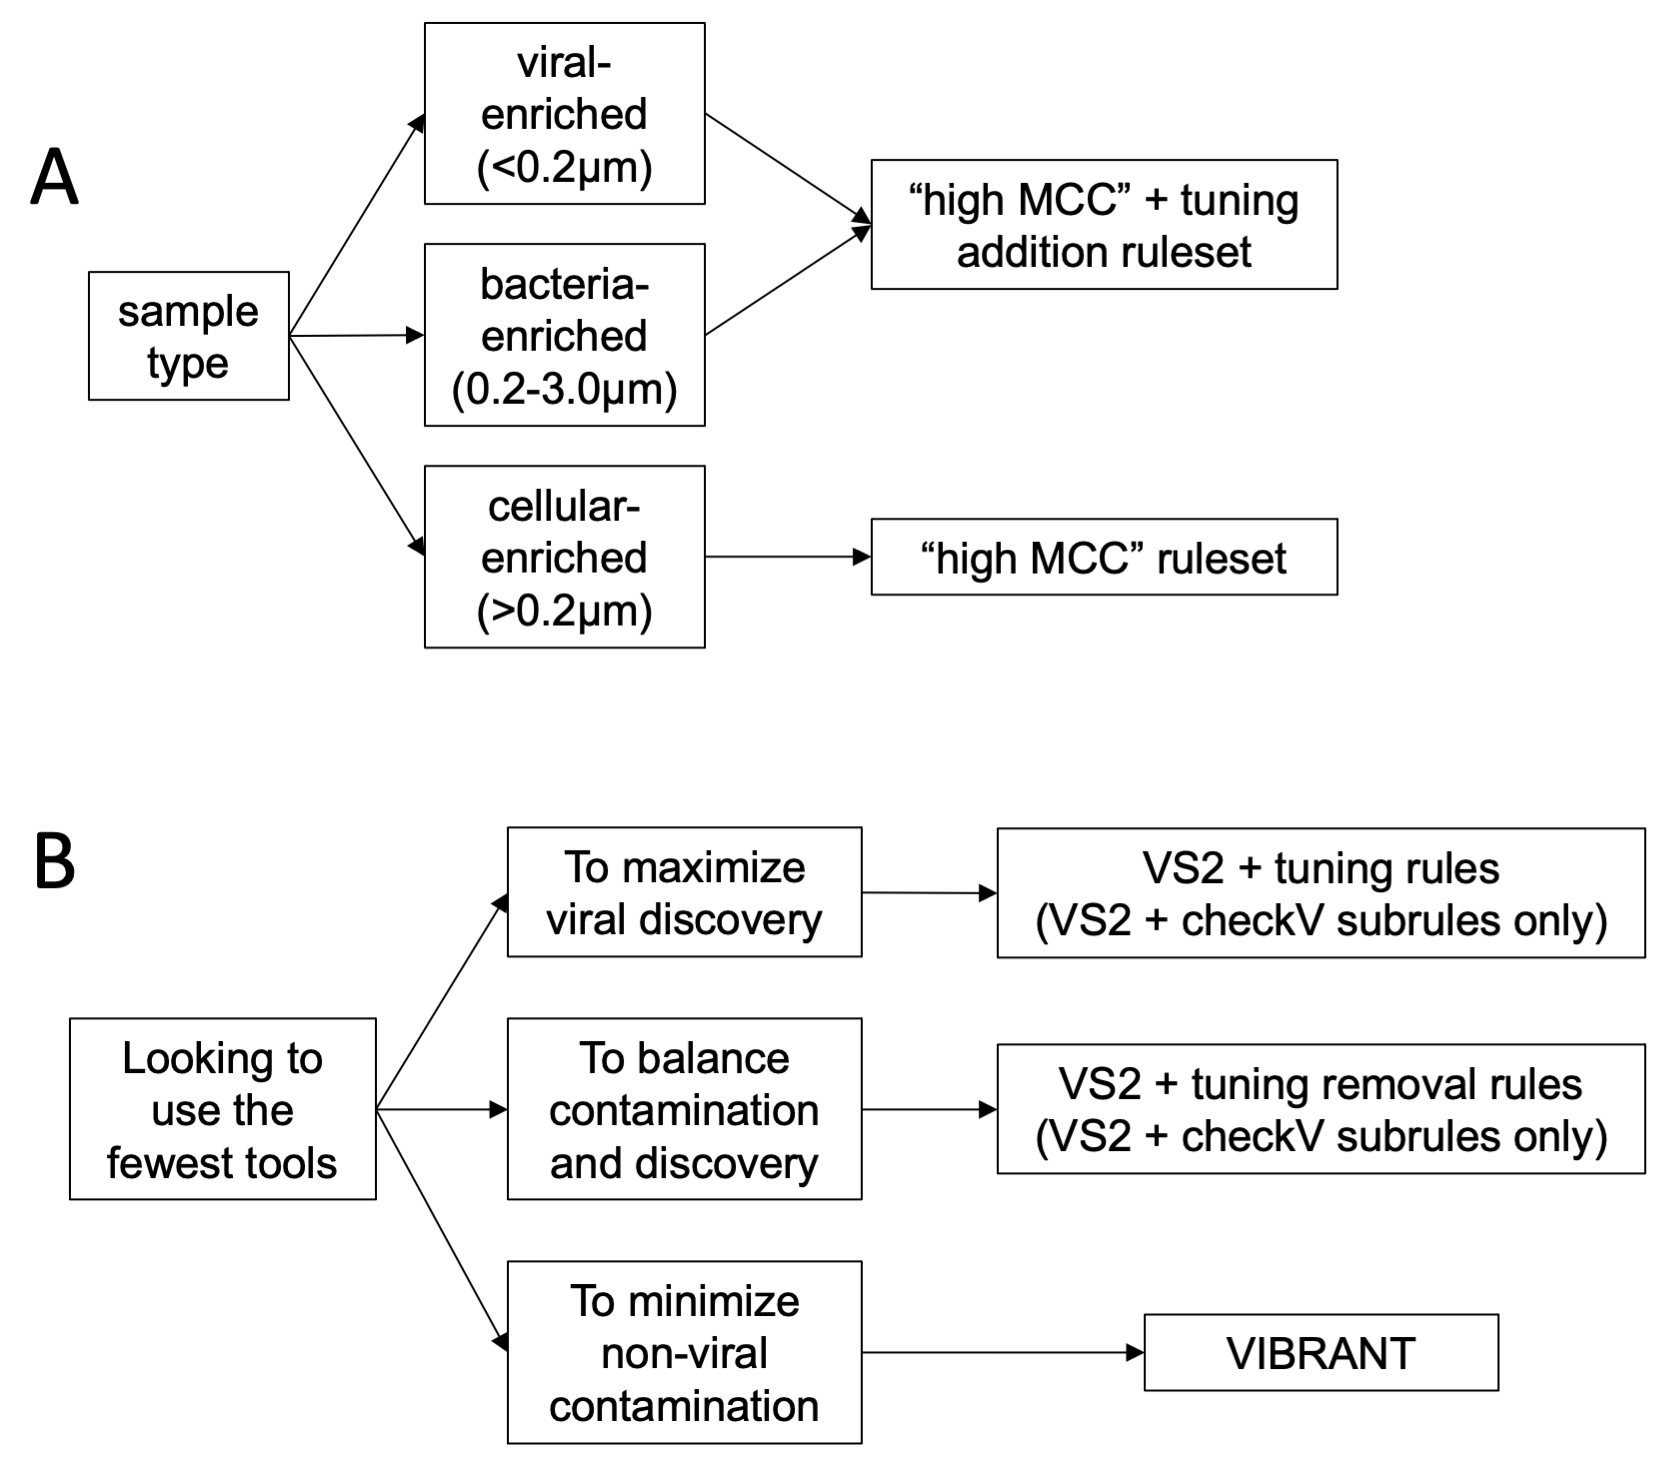 A
sample
type
viral-
enriched
(<0.2µm)
bacteria-
enriched
(0.2-3.0µm)
cellular-
enriched
(>0.2µm)
“high MCC” + tuning
addition ruleset
“high MCC” ruleset
B
Looking to
use the
fewest tools
To maximize
viral discovery
VS2 + tuning rules
(VS2 + checkV subrules only)
To balance
contamination
and discovery
VS2 + tuning removal rules
(VS2 + checkV subrules only)
To minimize
non-viral
contamination
VIBRANT